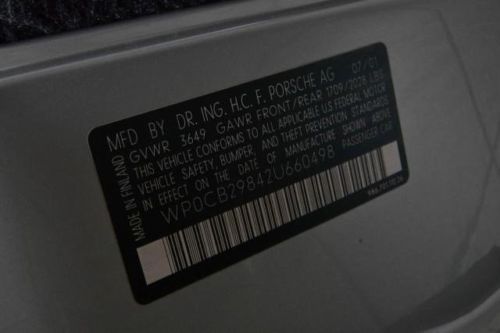 MFD BY DR. ING. H.C. F. PORSCHE AG 07/01
GVWR 3649 GAWR FRONT/REAR 1709/2028 LBS
THIS VEHICLE CONFORMS TO ALL APPLICABLE US FEDERAL MOTOR
VEHICLE SAFETY, BUMPER, AND THEFT PREVENTION STANDARDS
IN EFFECT ON THE DATE OF MANUFACTURE SHOWN ABOVE
WP0CB29842U660498 PASSENGER CAR
MADE IN FINLAND